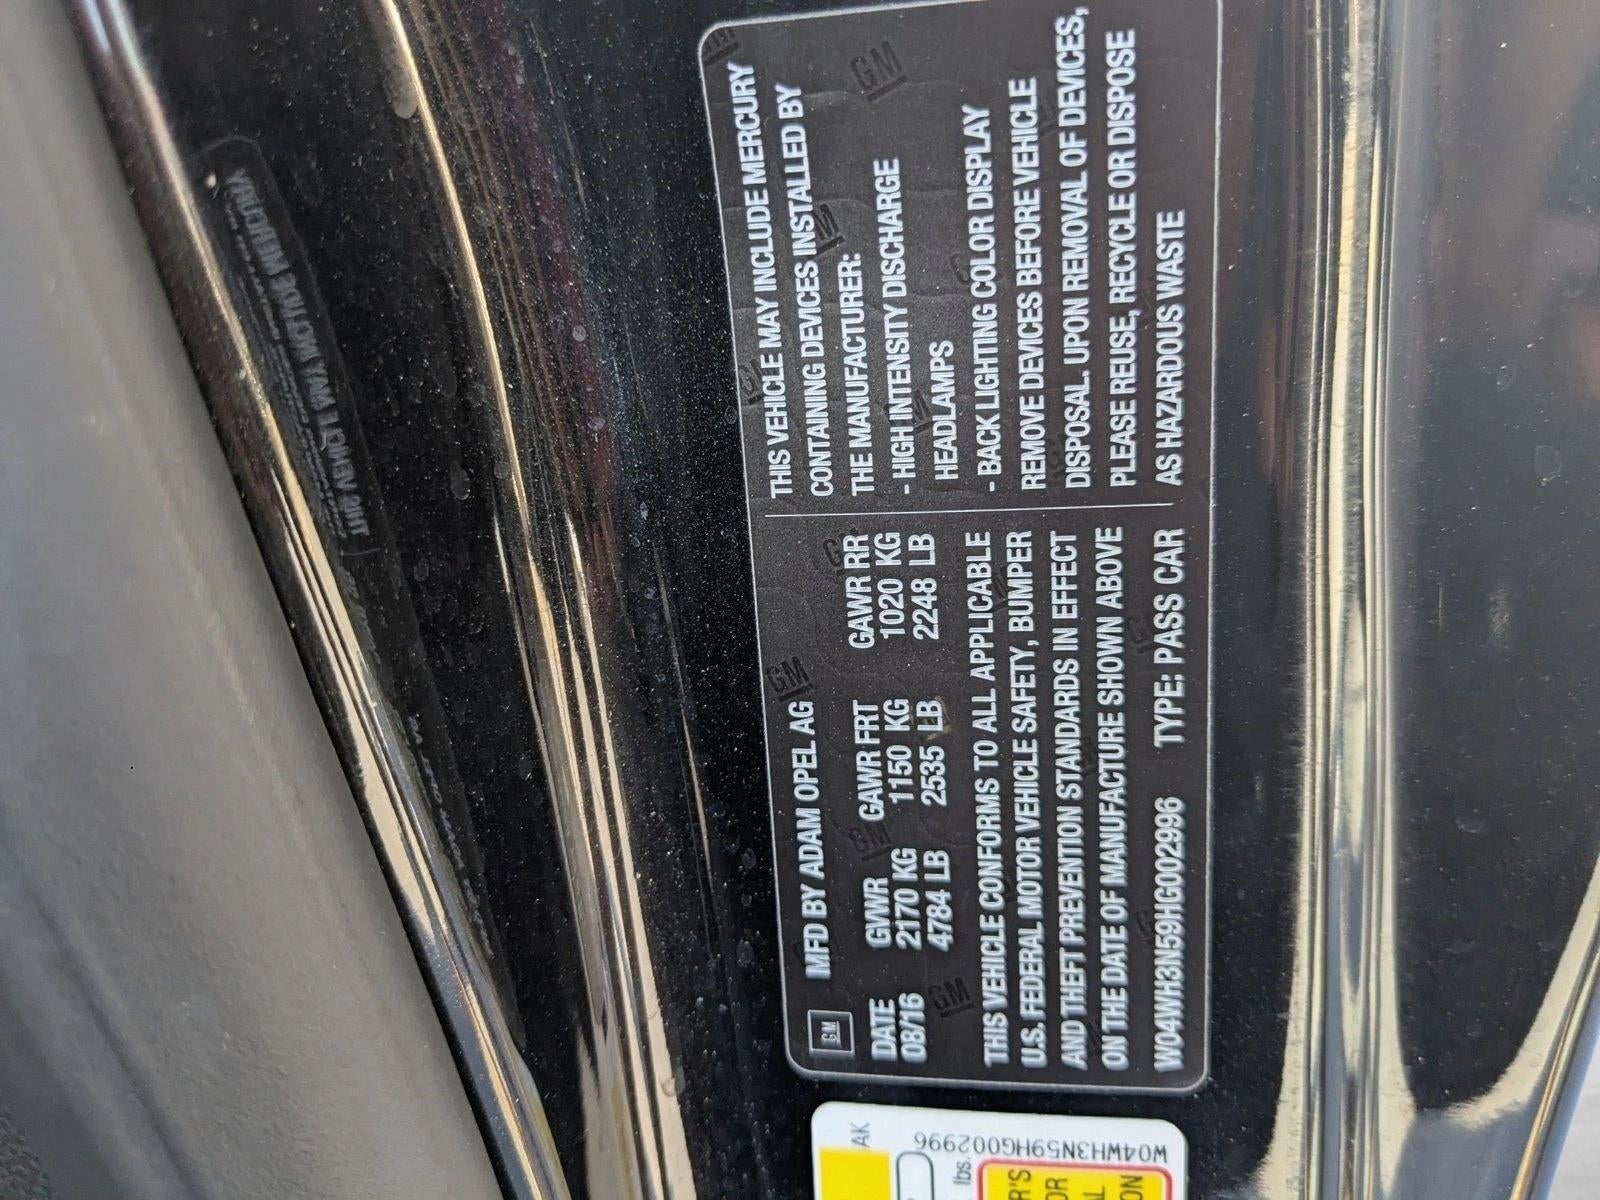 GM
MFD BY ADAM OPEL AG
DATE GVWR GAWR FRT GAWR RR
08/16 2170 KG 1150 KG 1020 KG
4784 LB 2535 LB 2248 LB
THIS VEHICLE CONFORMS TO ALL APPLICABLE
U.S. FEDERAL MOTOR VEHICLE SAFETY, BUMPER
AND THEFT PREVENTION STANDARDS IN EFFECT
ON THE DATE OF MANUFACTURE SHOWN ABOVE
W04WH3N59HG002996 TYPE: PASS CAR
THIS VEHICLE MAY INCLUDE MERCURY
CONTAINING DEVICES INSTALLED BY
THE MANUFACTURER:
- HIGH INTENSITY DISCHARGE
HEADLAMPS
- BACK LIGHTING COLOR DISPLAY
REMOVE DEVICES BEFORE VEHICLE
DISPOSAL. UPON REMOVAL OF DEVICES,
PLEASE REUSE, RECYCLE OR DISPOSE
AS HAZARDOUS WASTE
AK
W04WH3N59HG002996
lbs.